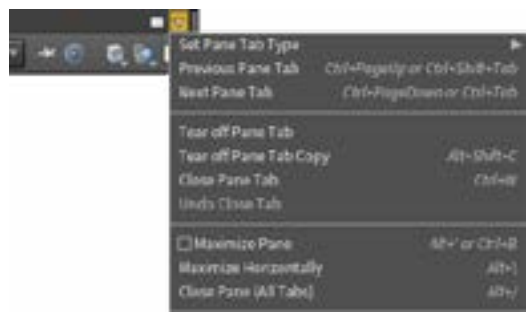 Set Pane Tab Type
Previous Pane Tab Ctrl+PageUp or Ctrl+Shift+Tab
Next Pane Tab Ctrl+PageDown or Ctrl+Tab
Tear off Pane Tab
Tear off Pane Tab Copy Alt+Shift+C
Close Pane Tab Ctrl+W
Undo Close Tab
Maximize Pane Alt+` or Ctrl+B
Maximize Horizontally
Close Pane (All Tabs) Alt+/